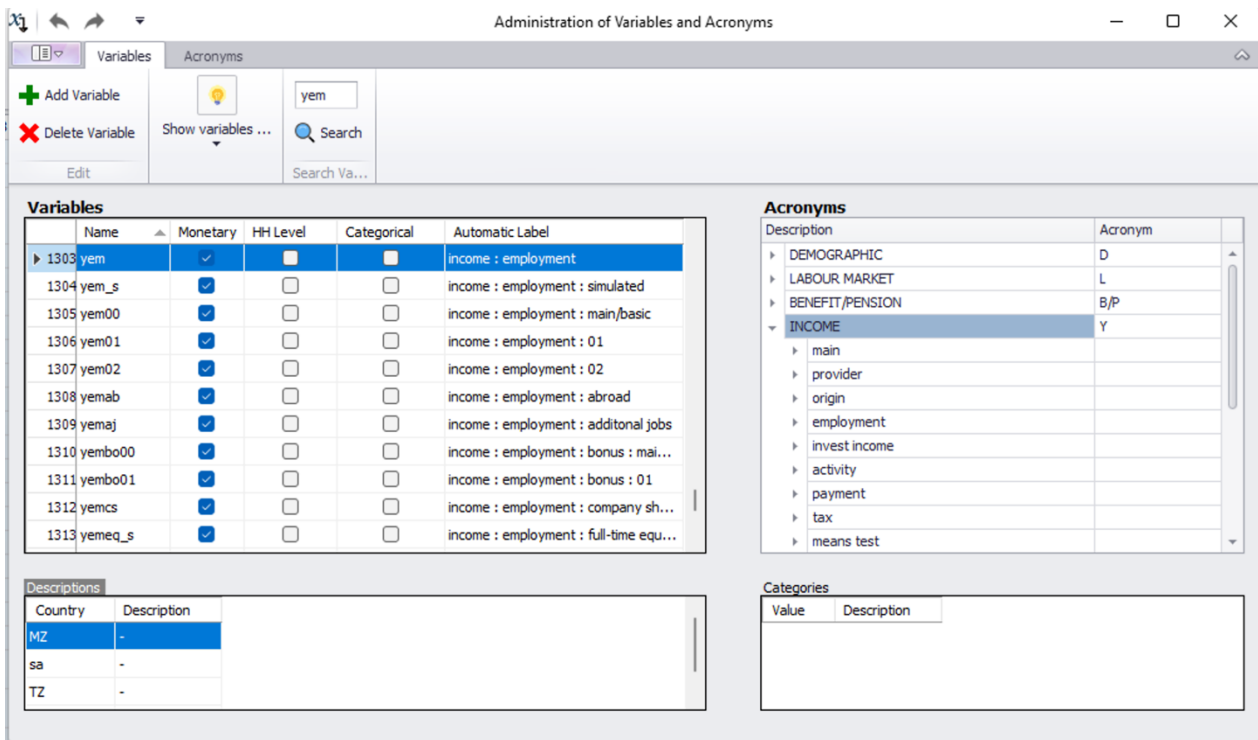 Administration of Variables and Acronyms
Variables Acronyms
Add Variable
Delete Variable
Edit
Show variables ...
yem
Search
Search Va...
Variables
Name Monetary HH Level Categorical Automatic Label
1303 yem income : employment
1304 yem_s income : employment : simulated
1305 yem00 income : employment : main/basic
1306 yem01 income : employment : 01
1307 yem02 income : employment : 02
1308 yemab income : employment : abroad
1309 yemaj income : employment : additonal jobs
1310 yembo00 income : employment : bonus : mai...
1311 yembo01 income : employment : bonus : 01
1312 yemcs income : employment : company sh...
1313 yemeq_s income : employment : full-time equ...
Acronyms
Description Acronym
DEMOGRAPHIC D
LABOUR MARKET L
BENEFIT/PENSION B/P
INCOME Y
main
provider
origin
employment
invest income
activity
payment
tax
means test
Descriptions
Country Description
MZ -
sa -
TZ -
Categories
Value Description